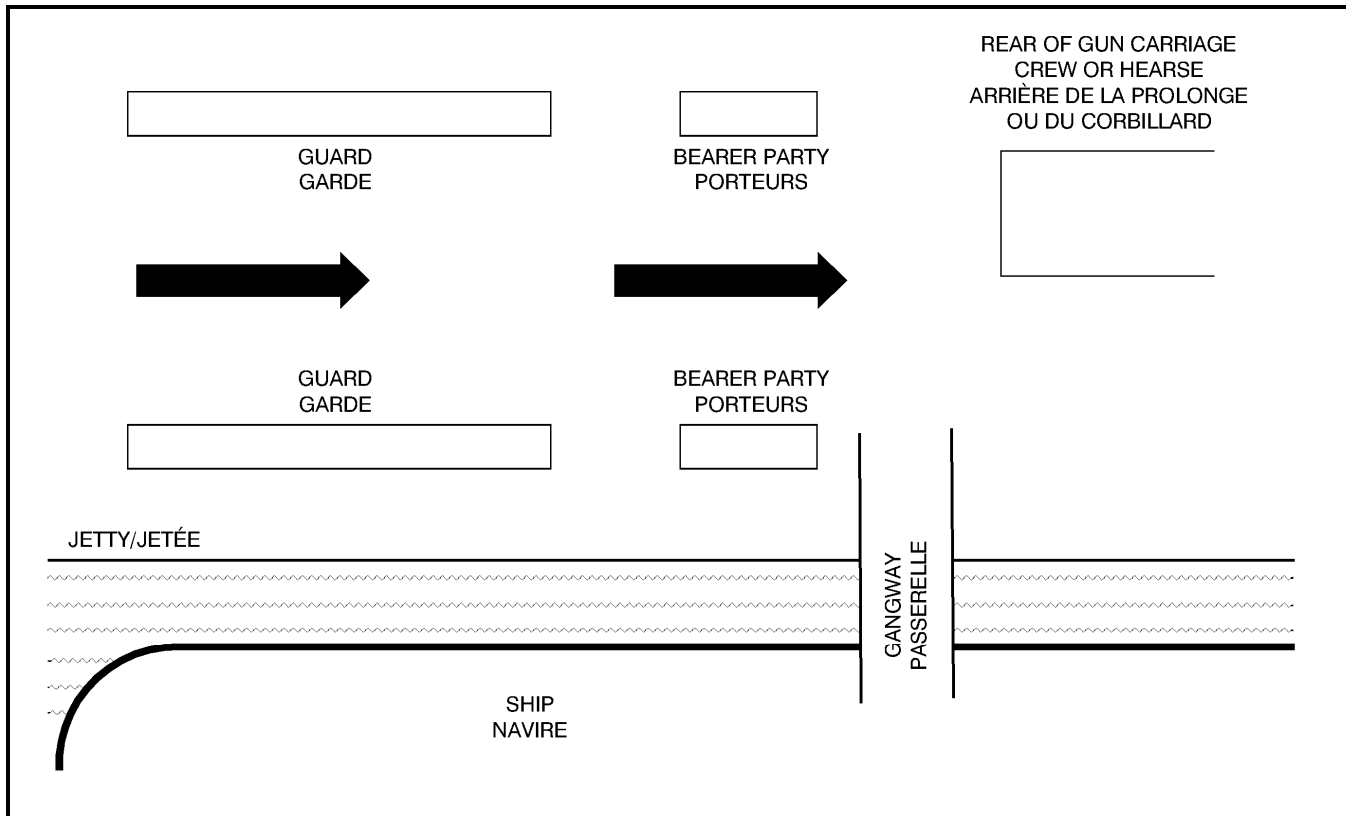 REAR OF GUN CARRIAGE
CREW OR HEARSE
ARRIÈRE DE LA PROLONGE
OU DU CORBILLARD
GUARD
GARDE
BEARER PARTY
PORTEURS
GUARD
GARDE
BEARER PARTY
PORTEURS
JETTY/JETÉE
GANGWAY
PASSERELLE
SHIP
NAVIRE